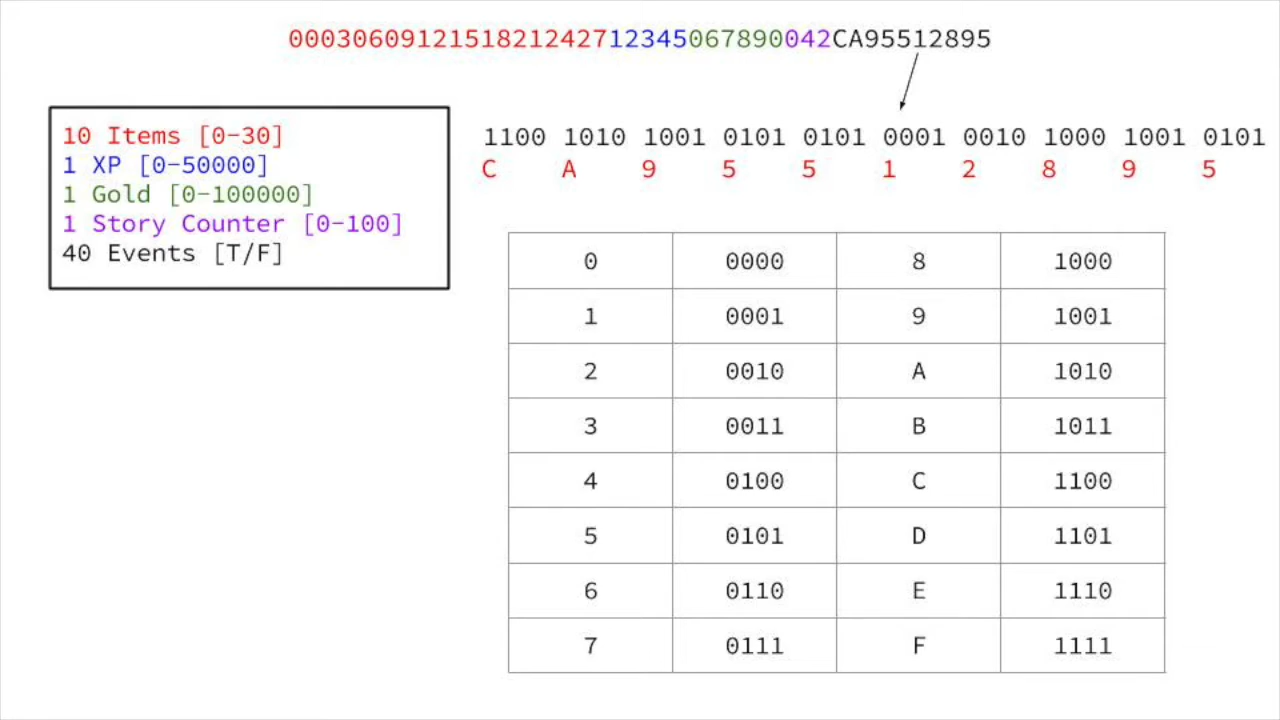 0003060912151821242712345067890042CA95512895
10 Items [0-30]
1 XP [0-50000]
1 Gold [0-100000]
1 Story Counter [0-100]
40 Events [T/F]
1100 1010 1001 0101 0101 0001 0010 1000 1001 0101
C A 9 5 5 1 2 8 9 5
0 0000 8 1000
1 0001 9 1001
2 0010 A 1010
3 0011 B 1011
4 0100 C 1100
5 0101 D 1101
6 0110 E 1110
7 0111 F 1111